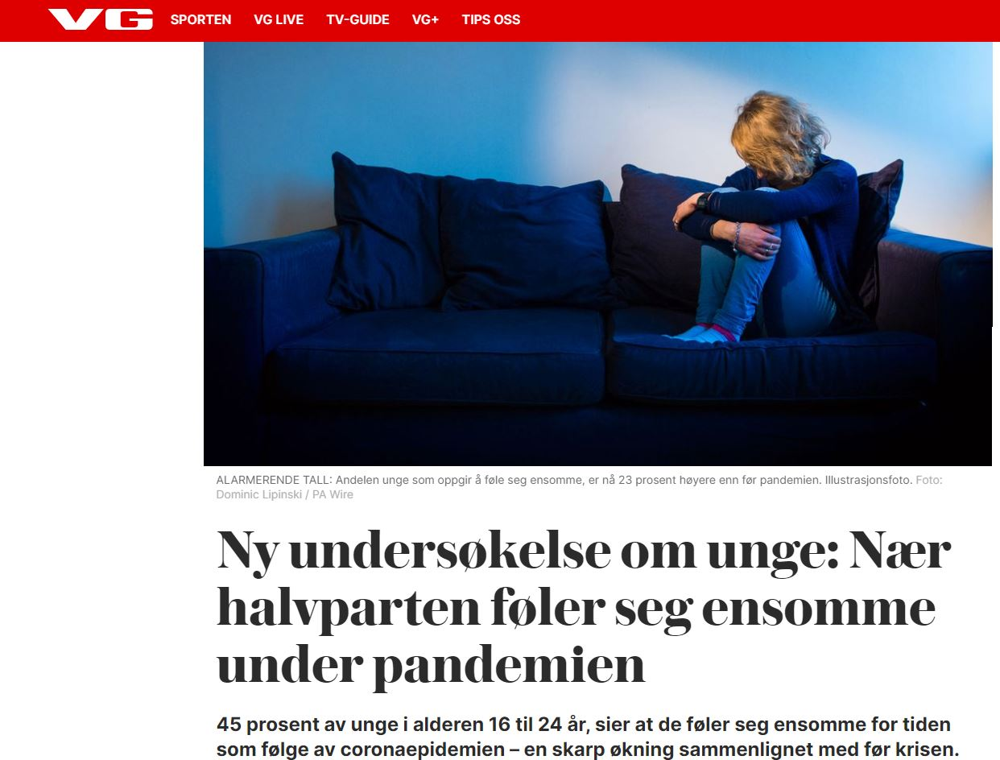 VG SPORTEN VG LIVE TV-GUIDE VG+ TIPS OSS
ALARMERENDE TALL: Andelen unge som oppgir å føle seg ensomme, er nå 23 prosent høyere enn før pandemien. Illustrasjonsfoto. Foto:
Dominic Lipinski / PA Wire
Ny undersøkelse om unge: Nær
halvparten føler seg ensomme
under pandemien
45 prosent av unge i alderen 16 til 24 år, sier at de føler seg ensomme for tiden
som følge av coronaepidemien – en skarp økning sammenlignet med før krisen.